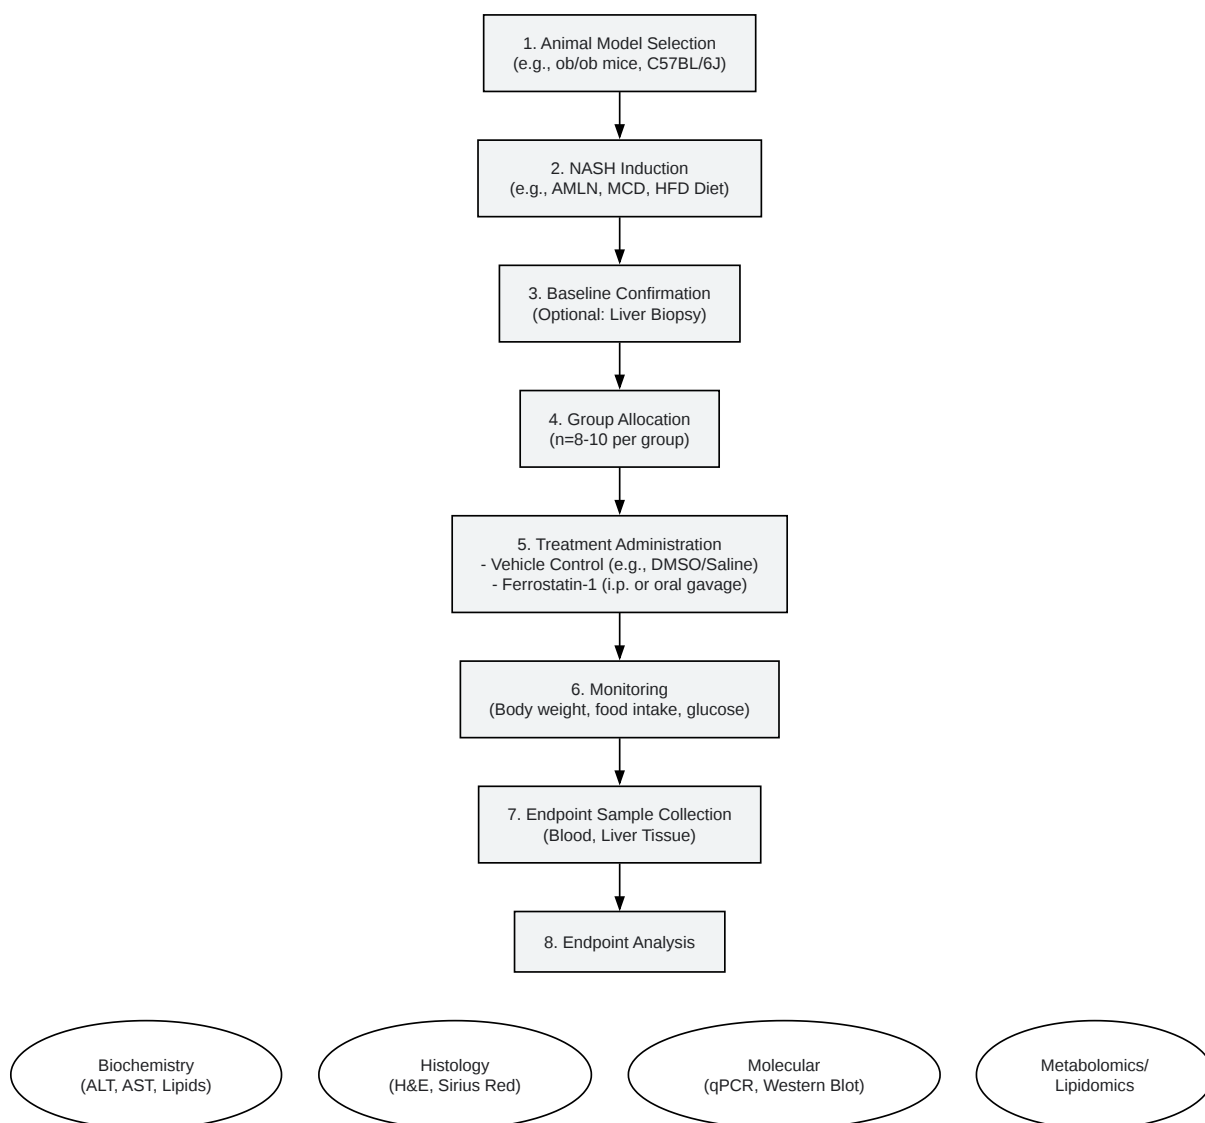 1. Animal Model Selection
(e.g., ob/ob mice, C57BL/6J)
2. NASH Induction
(e.g., AMLN, MCD, HFD Diet)
3. Baseline Confirmation
(Optional: Liver Biopsy)
4. Group Allocation
(n=8-10 per group)
5. Treatment Administration
- Vehicle Control (e.g., DMSO/Saline)
- Ferrostatin-1 (i.p. or oral gavage)
6. Monitoring
(Body weight, food intake, glucose)
7. Endpoint Sample Collection
(Blood, Liver Tissue)
8. Endpoint Analysis
Biochemistry
(ALT, AST, Lipids)
Histology
(H&E, Sirius Red)
Molecular
(qPCR, Western Blot)
Metabolomics/
Lipidomics